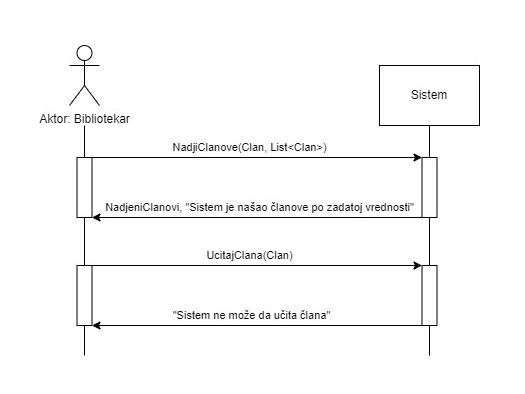 Aktor: Bibliotekar
Sistem
NadjiClanove(Clan, List<Clan>)
NadjeniClanovi, "Sistem je našao članove po zadatoj vrednosti"
UcitajClana(Clan)
"Sistem ne može da učita člana"